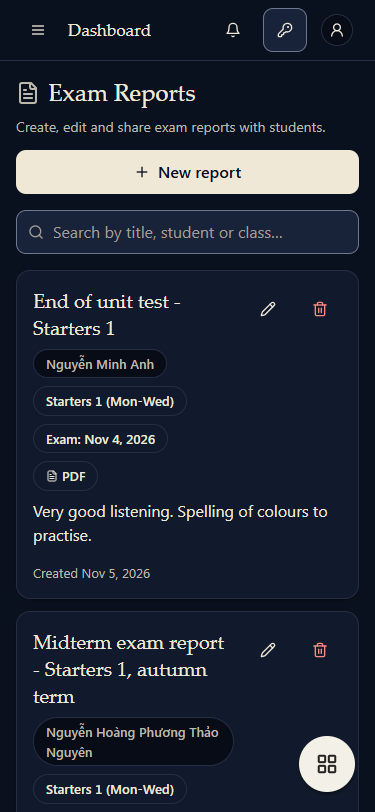 Dashboard
Exam Reports
Create, edit and share exam reports with students.
+ New report
Search by title, student or class...
End of unit test -
Starters 1
Nguyễn Minh Anh
Starters 1 (Mon-Wed)
Exam: Nov 4, 2026
PDF
Very good listening. Spelling of colours to
practise.
Created Nov 5, 2026
Midterm exam report
- Starters 1, autumn
term
Nguyễn Hoàng Phương Thảo
Nguyên
Starters 1 (Mon-Wed)